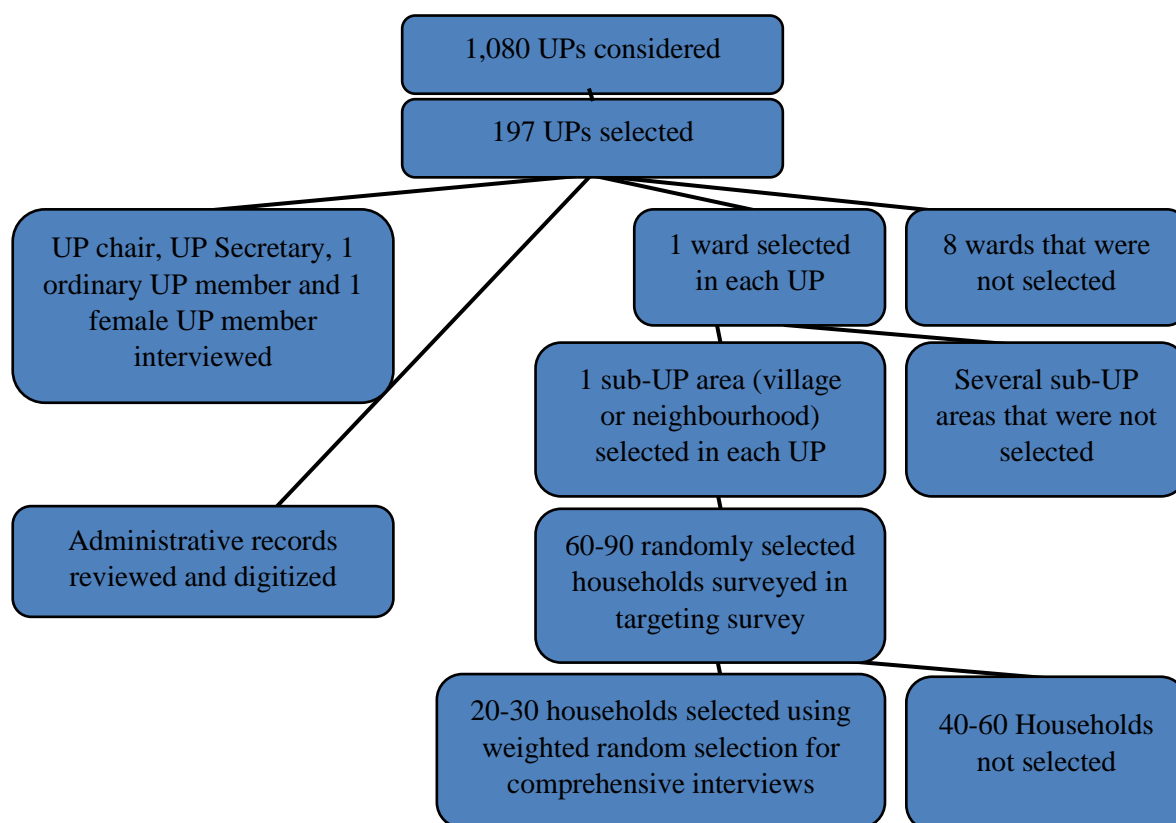 1,080 UPs considered
197 UPs selected
UP chair, UP Secretary, 1
ordinary UP member and 1
female UP member
interviewed
1 ward selected
in each UP
8 wards that were
not selected
1 sub-UP area (village
or neighbourhood)
selected in each UP
Several sub-UP
areas that were not
selected
Administrative records
reviewed and digitized
60-90 randomly selected
households surveyed in
targeting survey
20-30 households selected using
weighted random selection for
comprehensive interviews
40-60 Households
not selected